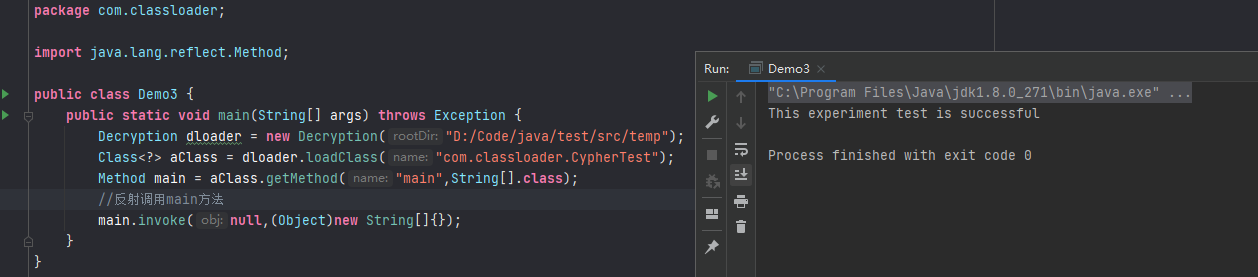 package com.classloader;
import java.lang.reflect.Method;
public class Demo3 {
public static void main(String[] args) throws Exception {
Decryption dloader = new Decryption( rootDir: "D:/Code/java/test/src/temp");
Class<?> aClass = dloader.loadClass( name: "com.classloader.CypherTest");
Method main = aClass.getMethod( name: "main",String[].class);
//反射调用main方法
main.invoke( obj: null,(Object)new String[]{});
}
}
Run: Demo3 ×
"C:\Program Files\Java\jdk1.8.0_271\bin\java.exe" ...
This experiment test is successful
Process finished with exit code 0